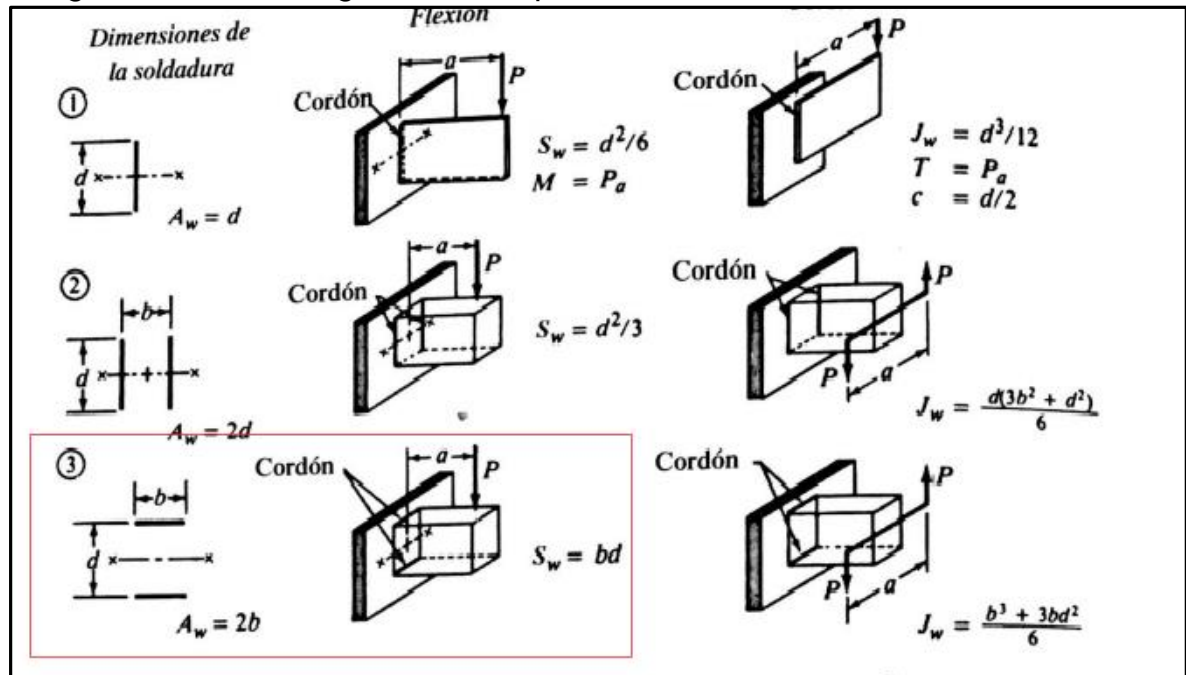 Flexión
Dimensiones de
la soldadura
①
d
x
x
A_w = d
Cordón
a
P
S_w = d²/6
M = P_a
Cordón
a
P
J_w = d³/12
T = P_a
c = d/2
②
b
d
x
x
A_w = 2d
Cordón
a
P
S_w = d²/3
Cordón
P
P
a
J_w = d(3b² + d²)/6
③
b
d
x
x
A_w = 2b
Cordón
a
P
S_w = bd
Cordón
P
P
a
J_w = b³ + 3bd²/6